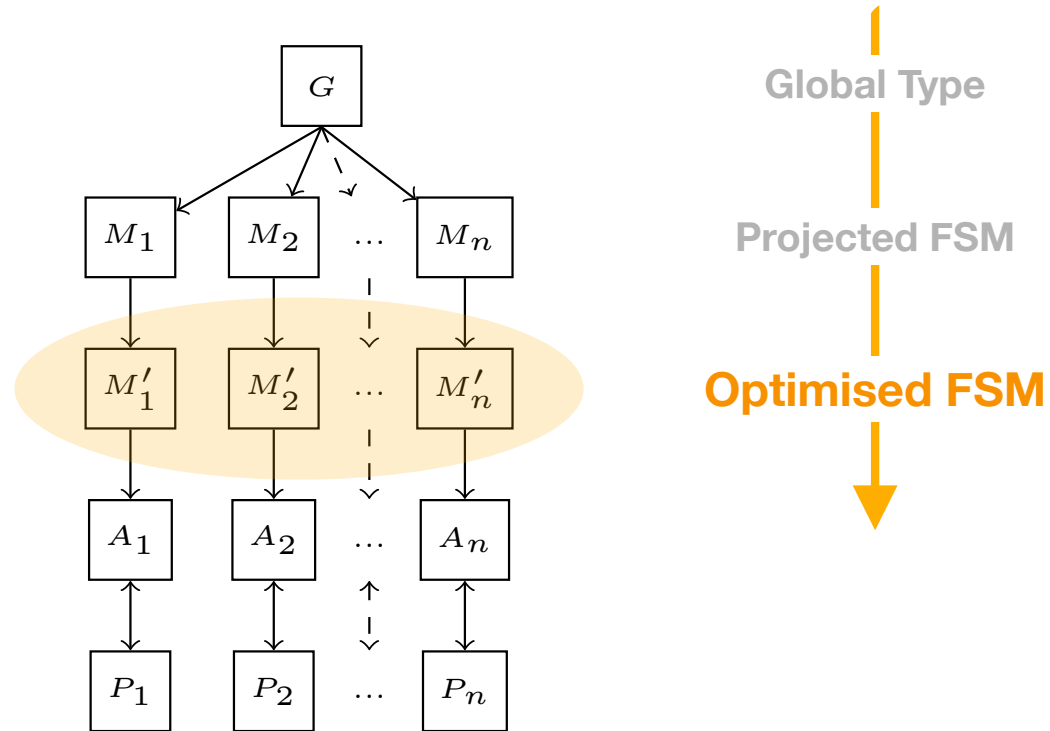 G
Global Type
M₁ M₂ ... Mₙ
Projected FSM
M′₁ M′₂ ... M′ₙ
Optimised FSM
A₁ A₂ ... Aₙ
P₁ P₂ ... Pₙ